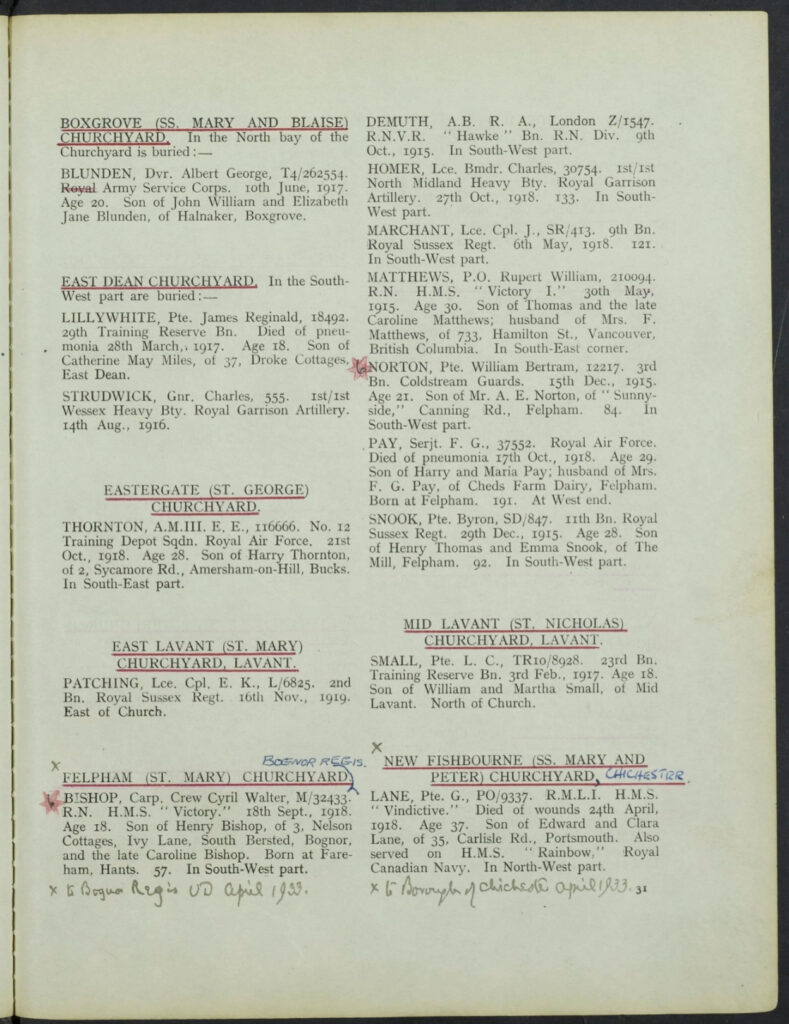 BOXGROVE (SS. MARY AND BLAISE)
CHURCHYARD. In the North bay of the
Churchyard is buried:—
BLUNDEN, Dvr. Albert George, T4/262554.
Royal Army Service Corps. 10th June, 1917.
Age 20. Son of John William and Elizabeth
Jane Blunden, of Halnaker, Boxgrove.
EAST DEAN CHURCHYARD. In the South-
West part are buried:—
LILLYWHITE, Pte. James Reginald, 18492.
29th Training Reserve Bn. Died of pneu-
monia 28th March, 1917. Age 18. Son of
Catherine May Miles, of 37, Droke Cottages,
East Dean.
STRUDWICK, Gnr. Charles, 555. 1st/1st
Wessex Heavy Bty. Royal Garrison Artillery.
14th Aug., 1916.
EASTERGATE (ST. GEORGE)
CHURCHYARD.
THORNTON, A.M.III. E. E., 116666. No. 12
Training Depot Sqdn. Royal Air Force. 21st
Oct., 1918. Age 28. Son of Harry Thornton,
of 2, Sycamore Rd., Amersham-on-Hill, Bucks.
In South-East part.
EAST LAVANT (ST. MARY)
CHURCHYARD, LAVANT.
PATCHING, Lce. Cpl. E. K., L/6825. 2nd
Bn. Royal Sussex Regt. 16th Nov., 1919.
East of Church.
BOGNOR REGIS.
x
FELPHAM (ST. MARY) CHURCHYARD,
6 BISHOP, Carp. Crew Cyril Walter, M/32433.
R.N. H.M.S. "Victory." 18th Sept., 1918.
Age 18. Son of Henry Bishop, of 3, Nelson
Cottages, Ivy Lane, South Bersted, Bognor,
and the late Caroline Bishop. Born at Fare-
ham, Hants. 57. In South-West part.
x to Bognor Regis UD April 1933.
DEMUTH, A.B. R. A., London Z/1547.
R.N.V.R. "Hawke" Bn. R.N. Div. 9th
Oct., 1915. In South-West part.
HOMER, Lce. Bmdr. Charles, 30754. 1st/1st
North Midland Heavy Bty. Royal Garrison
Artillery. 27th Oct., 1918. 133. In South-
West part.
MARCHANT, Lce. Cpl. J., SR/413. 9th Bn.
Royal Sussex Regt. 6th May, 1918. 121.
In South-West part.
MATTHEWS, P.O. Rupert William, 210094.
R.N. H.M.S. "Victory I." 30th May,
1915. Age 30. Son of Thomas and the late
Caroline Matthews; husband of Mrs. F.
Matthews, of 733, Hamilton St., Vancouver,
British Columbia. In South-East corner.
6 NORTON, Pte. William Bertram, 12217. 3rd
Bn. Coldstream Guards. 15th Dec., 1915.
Age 21. Son of Mr. A. E. Norton, of "Sunny-
side," Canning Rd., Felpham. 84. In
South-West part.
PAY, Serjt. F. G., 37552. Royal Air Force.
Died of pneumonia 17th Oct., 1918. Age 29.
Son of Harry and Maria Pay; husband of Mrs.
F. G. Pay, of Cheds Farm Dairy, Felpham.
Born at Felpham. 191. At West end.
SNOOK, Pte. Byron, SD/847. 11th Bn. Royal
Sussex Regt. 29th Dec., 1915. Age 28. Son
of Henry Thomas and Emma Snook, of The
Mill, Felpham. 92. In South-West part.
MID LAVANT (ST. NICHOLAS)
CHURCHYARD, LAVANT.
SMALL, Pte. L. C., TR10/8928. 23rd Bn.
Training Reserve Bn. 3rd Feb., 1917. Age 18.
Son of William and Martha Small, of Mid
Lavant. North of Church.
x
NEW FISHBOURNE (SS. MARY AND
PETER) CHURCHYARD, CHICHESTER.
LANE, Pte. G., PO/9337. R.M.L.I. H.M.S.
"Vindictive." Died of wounds 24th April,
1918. Age 37. Son of Edward and Clara
Lane, of 35, Carlisle Rd., Portsmouth. Also
served on H.M.S. "Rainbow," Royal
Canadian Navy. In North-West part.
x to Borough of Chichester April 1933.
31